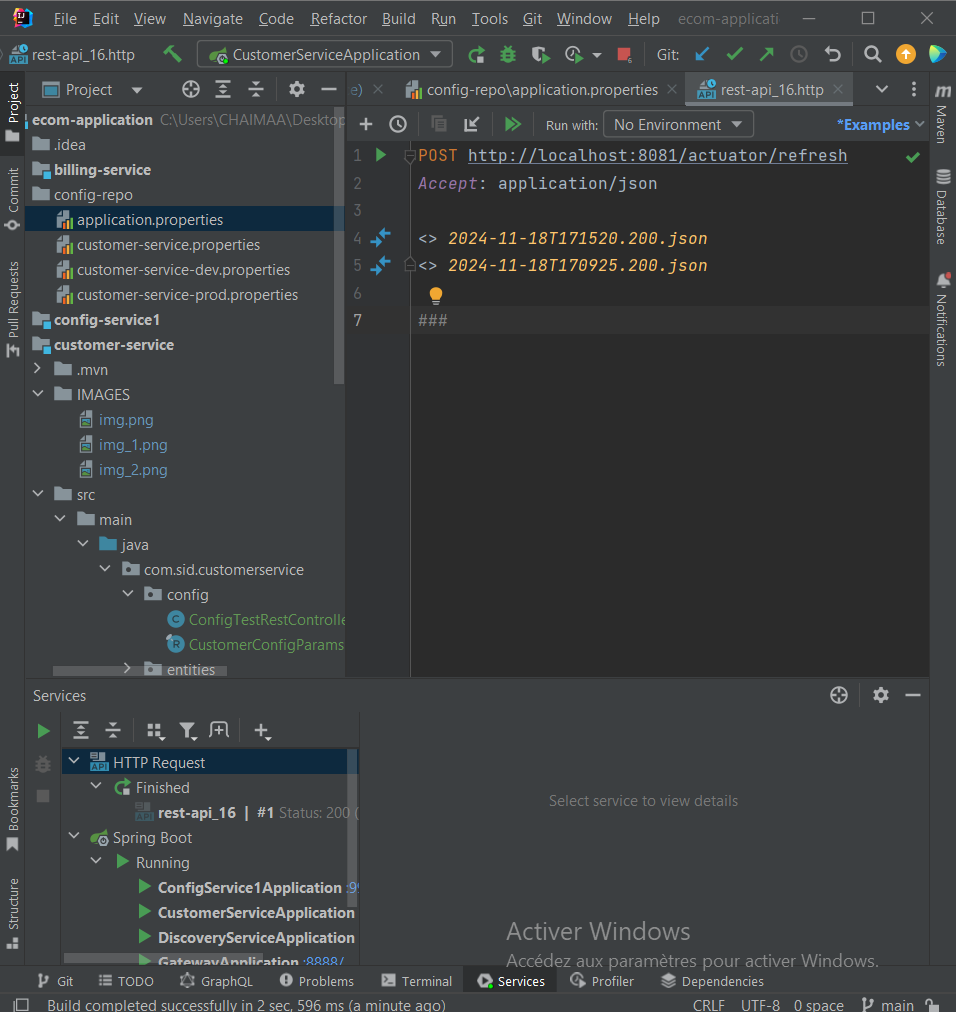 File Edit View Navigate Code Refactor Build Run Tools Git Window Help ecom-applicati
rest-api_16.http CustomerServiceApplication Git:
Project
e) config-repo\application.properties rest-api_16.http
Run with: No Environment *Examples
ecom-application C:\Users\CHAIMAA\Desktop
.idea
billing-service
config-repo
application.properties
customer-service.properties
customer-service-dev.properties
customer-service-prod.properties
config-service1
customer-service
.mvn
IMAGES
img.png
img_1.png
img_2.png
src
main
java
com.sid.customerservice
config
ConfigTestRestControlle
CustomerConfigParams
entities
1 POST http://localhost:8081/actuator/refresh
2 Accept: application/json
3
4 <> 2024-11-18T171520.200.json
5 <> 2024-11-18T170925.200.json
6
7 ###
Project
Commit
Pull Requests
Bookmarks
Structure
Maven
Database
Notifications
Services
HTTP Request
Finished
rest-api_16 | #1 Status: 200 (
Spring Boot
Running
ConfigService1Application :99
CustomerServiceApplication
DiscoveryServiceApplication
GatewayApplication :8888/
Select service to view details
Activer Windows
Accédez aux paramètres pour activer Windows.
Git TODO GraphQL Problems Terminal Services Profiler Dependencies
Build completed successfully in 2 sec, 596 ms (a minute ago) CRLF UTF-8 0 space main